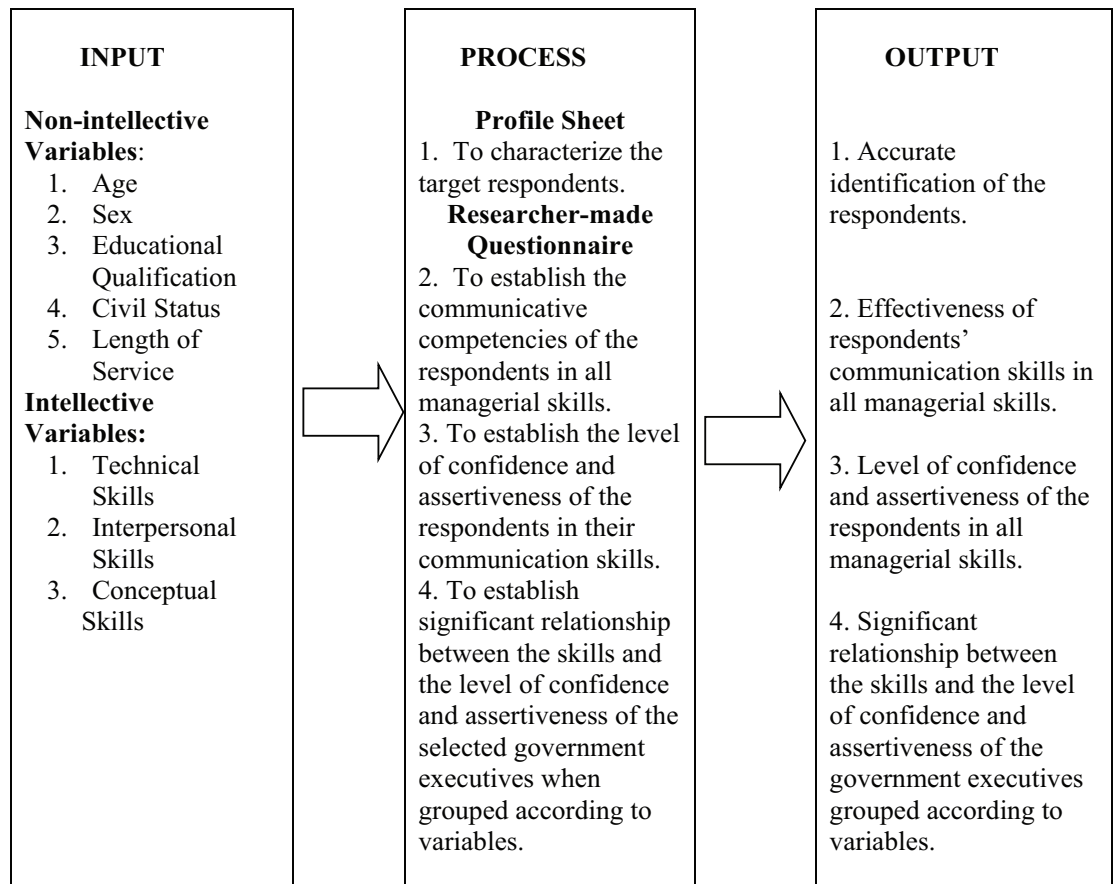 INPUT
Non-intellective
Variables:
1. Age
2. Sex
3. Educational
Qualification
4. Civil Status
5. Length of
Service
Intellective
Variables:
1. Technical
Skills
2. Interpersonal
Skills
3. Conceptual
Skills
PROCESS
Profile Sheet
1. To characterize the
target respondents.
Researcher-made
Questionnaire
2. To establish the
communicative
competencies of the
respondents in all
managerial skills.
3. To establish the level
of confidence and
assertiveness of the
respondents in their
communication skills.
4. To establish
significant relationship
between the skills and
the level of confidence
and assertiveness of the
selected government
executives when
grouped according to
variables.
OUTPUT
1. Accurate
identification of the
respondents.
2. Effectiveness of
respondents’
communication skills in
all managerial skills.
3. Level of confidence
and assertiveness of the
respondents in all
managerial skills.
4. Significant
relationship between
the skills and the level
of confidence and
assertiveness of the
government executives
grouped according to
variables.